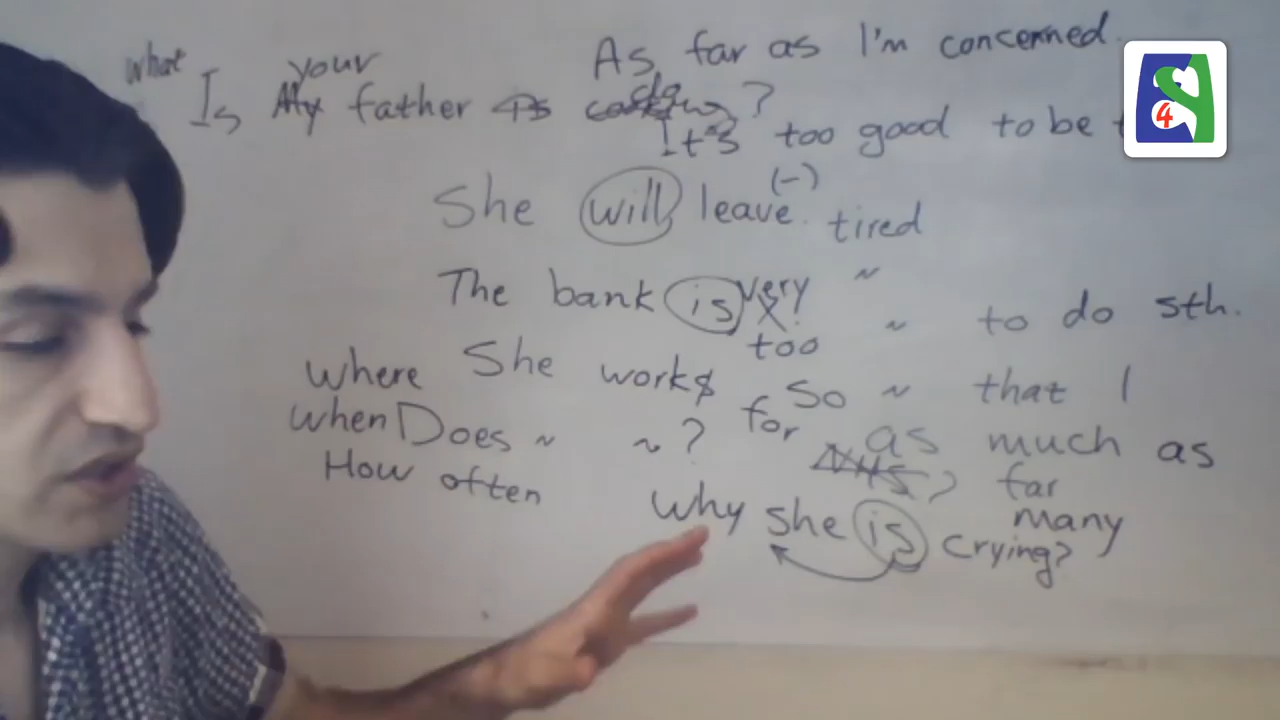 As far as I'm concerned.
what your
Is My father is doing?
It's too good to be
She will leave. (-) tired
The bank is very ~
too ~ to do sth.
where She works so ~ that I
when Does ~ ~ ? for as much as
How often far
why she is crying? many
4